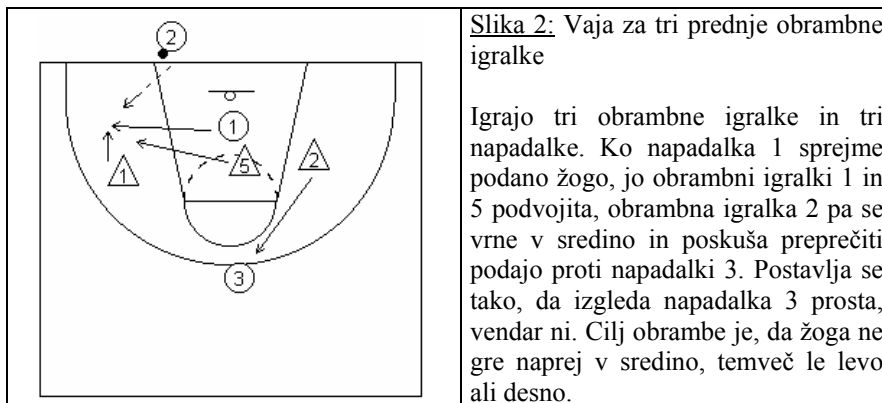 2
1
1
5
2
3
Slika 2: Vaja za tri prednje obrambne
igralke
Igrajo tri obrambne igralke in tri
napadalke. Ko napadalka 1 sprejme
podano žogo, jo obrambni igralki 1 in
5 podvojita, obrambna igralka 2 pa se
vrne v sredino in poskuša preprečiti
podajo proti napadalki 3. Postavlja se
tako, da izgleda napadalka 3 prosta,
vendar ni. Cilj obrambe je, da žoga ne
gre naprej v sredino, temveč le levo
ali desno.